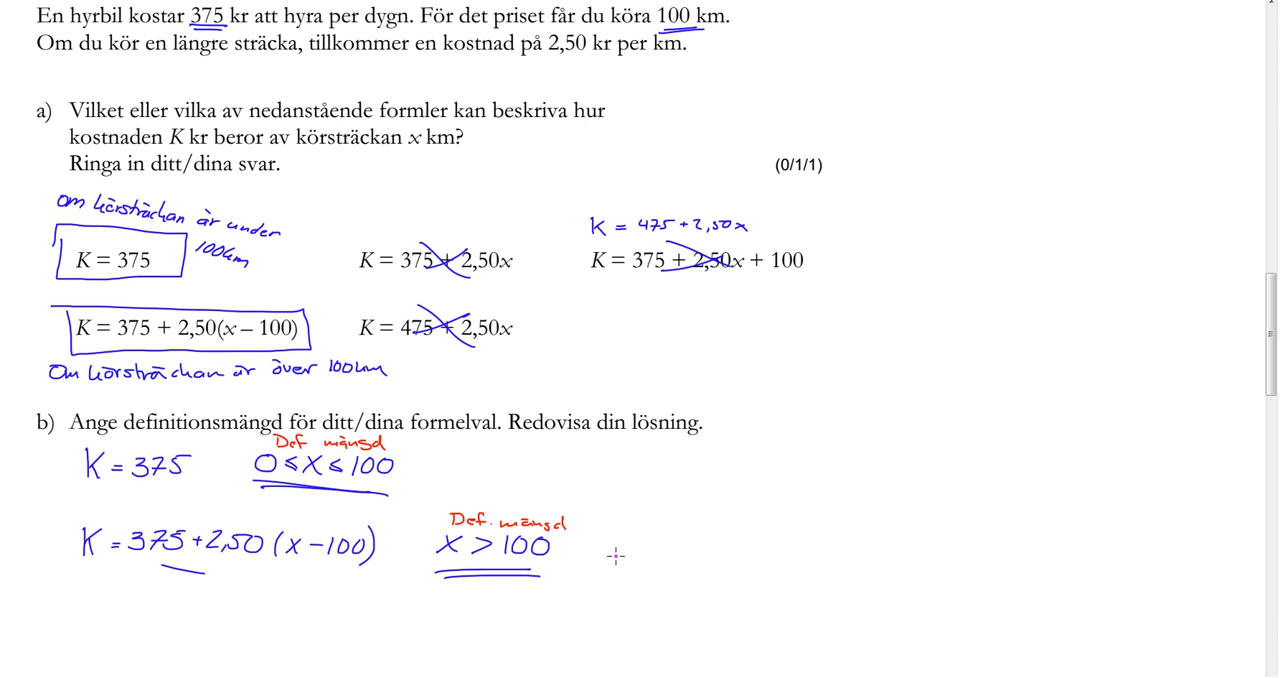 En hyrbil kostar 375 kr att hyra per dygn. För det priset får du köra 100 km.
Om du kör en längre sträcka, tillkommer en kostnad på 2,50 kr per km.
a) Vilket eller vilka av nedanstående formler kan beskriva hur
kostnaden K kr beror av körsträckan x km?
Ringa in ditt/dina svar.
(0/1/1)
om körsträckan är under
100km
K = 475 + 2,50x
K = 375
K = 375 + 2,50x
K = 375 + 2,50x + 100
K = 375 + 2,50(x – 100)
K = 475 + 2,50x
Om körsträckan är över 100km
b) Ange definitionsmängd för ditt/dina formelval. Redovisa din lösning.
Def mängd
K = 375 0 ≤ x ≤ 100
Def. mängd
K = 375 + 2,50 (x – 100) x > 100